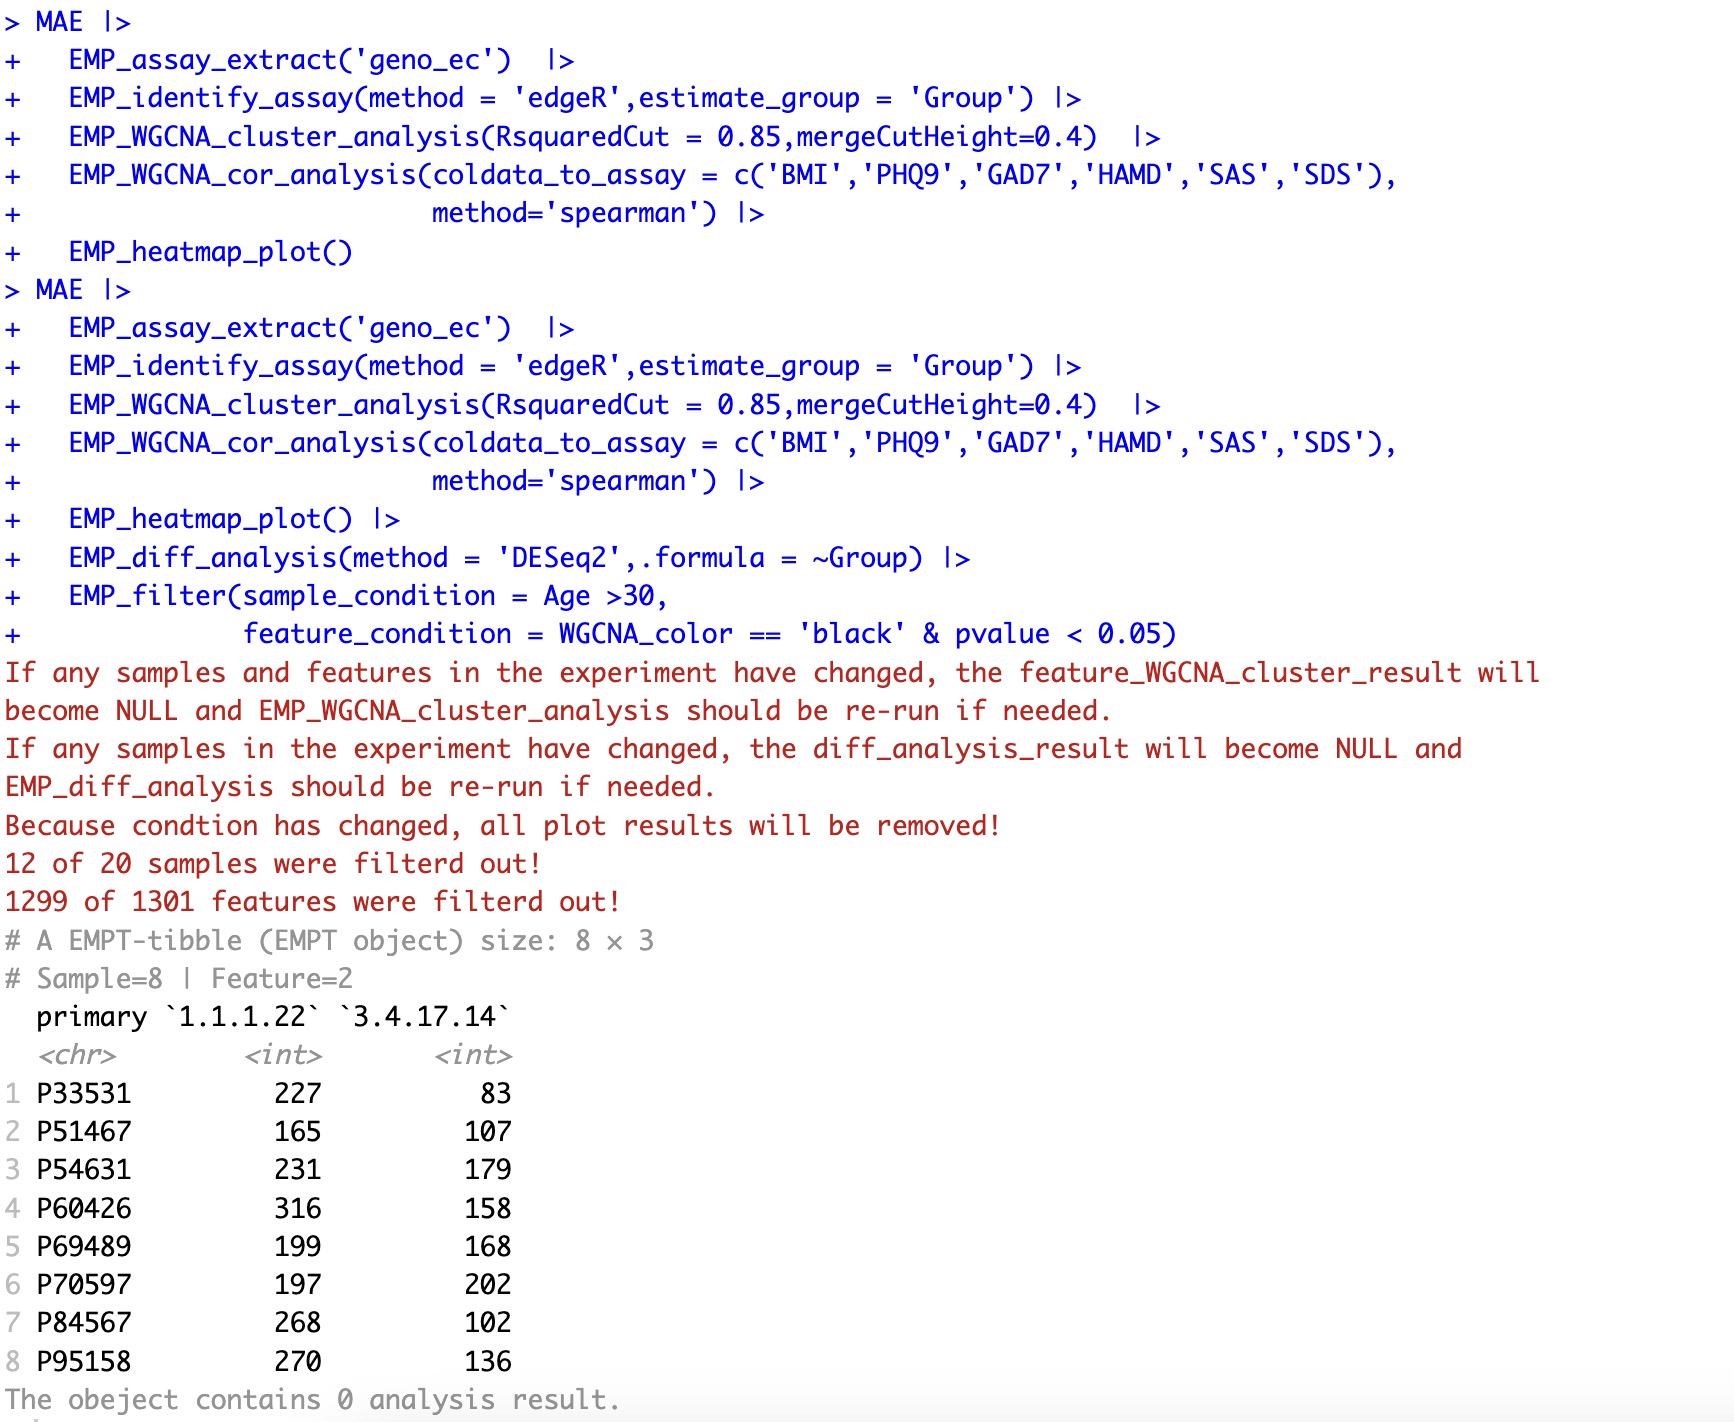 > MAE |>
+   EMP_assay_extract('geno_ec')  |>
+   EMP_identify_assay(method = 'edgeR',estimate_group = 'Group') |>
+   EMP_WGCNA_cluster_analysis(RsquaredCut = 0.85,mergeCutHeight=0.4)  |>
+   EMP_WGCNA_cor_analysis(coldata_to_assay = c('BMI','PHQ9','GAD7','HAMD','SAS','SDS'),
+                          method='spearman') |>
+   EMP_heatmap_plot()
> MAE |>
+   EMP_assay_extract('geno_ec')  |>
+   EMP_identify_assay(method = 'edgeR',estimate_group = 'Group') |>
+   EMP_WGCNA_cluster_analysis(RsquaredCut = 0.85,mergeCutHeight=0.4)  |>
+   EMP_WGCNA_cor_analysis(coldata_to_assay = c('BMI','PHQ9','GAD7','HAMD','SAS','SDS'),
+                          method='spearman') |>
+   EMP_heatmap_plot() |>
+   EMP_diff_analysis(method = 'DESeq2',.formula = ~Group) |>
+   EMP_filter(sample_condition = Age >30,
+              feature_condition = WGCNA_color == 'black' & pvalue < 0.05)
If any samples and features in the experiment have changed, the feature_WGCNA_cluster_result will
become NULL and EMP_WGCNA_cluster_analysis should be re-run if needed.
If any samples in the experiment have changed, the diff_analysis_result will become NULL and
EMP_diff_analysis should be re-run if needed.
Because condtion has changed, all plot results will be removed!
12 of 20 samples were filterd out!
1299 of 1301 features were filterd out!
# A EMPT-tibble (EMPT object) size: 8 × 3
# Sample=8 | Feature=2
  primary `1.1.1.22` `3.4.17.14`
  <chr>        <int>       <int>
1 P33531         227          83
2 P51467         165         107
3 P54631         231         179
4 P60426         316         158
5 P69489         199         168
6 P70597         197         202
7 P84567         268         102
8 P95158         270         136
The obeject contains 0 analysis result.